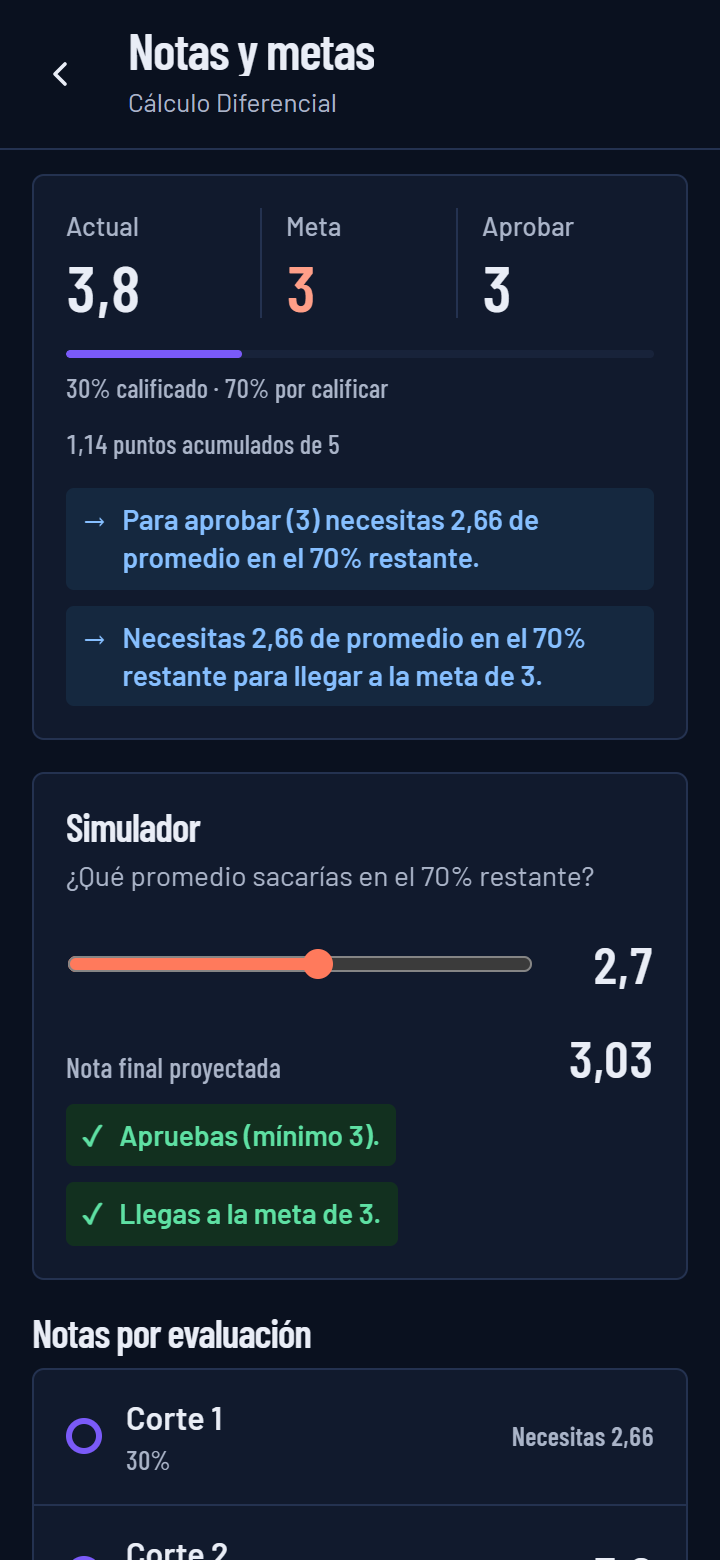 Notas y metas
Cálculo Diferencial
Actual
Meta
Aprobar
3,8
3
3
30% calificado · 70% por calificar
1,14 puntos acumulados de 5
→ Para aprobar (3) necesitas 2,66 de
promedio en el 70% restante.
→ Necesitas 2,66 de promedio en el 70%
restante para llegar a la meta de 3.
Simulador
¿Qué promedio sacarías en el 70% restante?
2,7
Nota final proyectada
3,03
✓ Apruebas (mínimo 3).
✓ Llegas a la meta de 3.
Notas por evaluación
Corte 1
30%
Necesitas 2,66
Corte 2